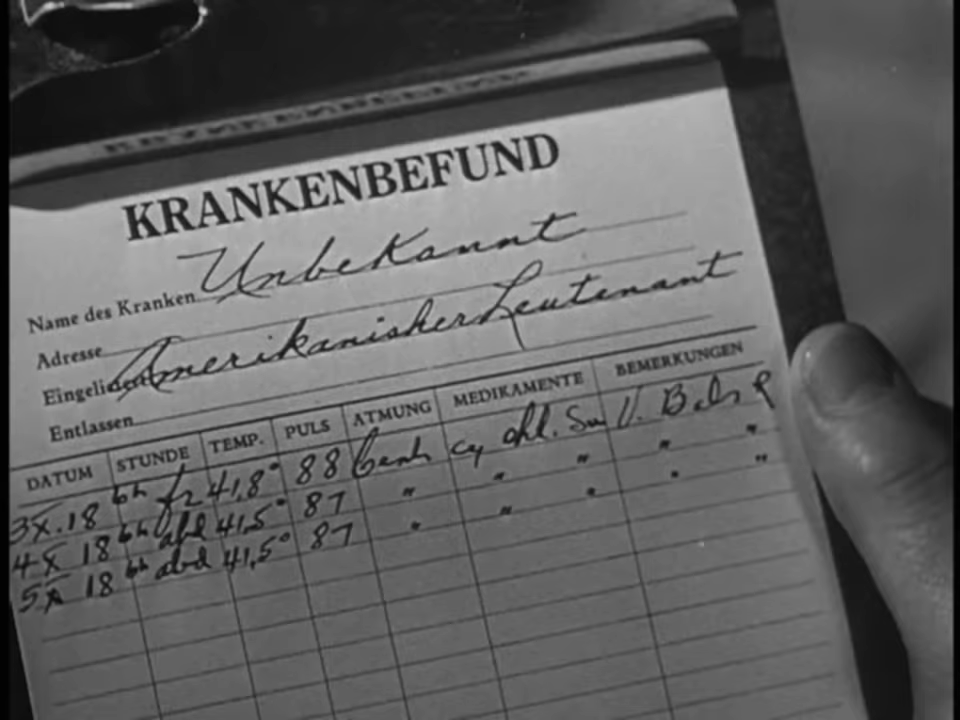 KRANKENBEFUND
Name des Kranken Unbekannt
Adresse
Amerikanisher Leutenant
Entlassen
DATUM STUNDE TEMP. PULS ATMUNG MEDIKAMENTE BEMERKUNGEN
3X.18 6h fr 41,8° 88
4X 18 6h abd 41,5° 87 " " " " "
5X 18 6h abd 41,5° 87 " " " " "